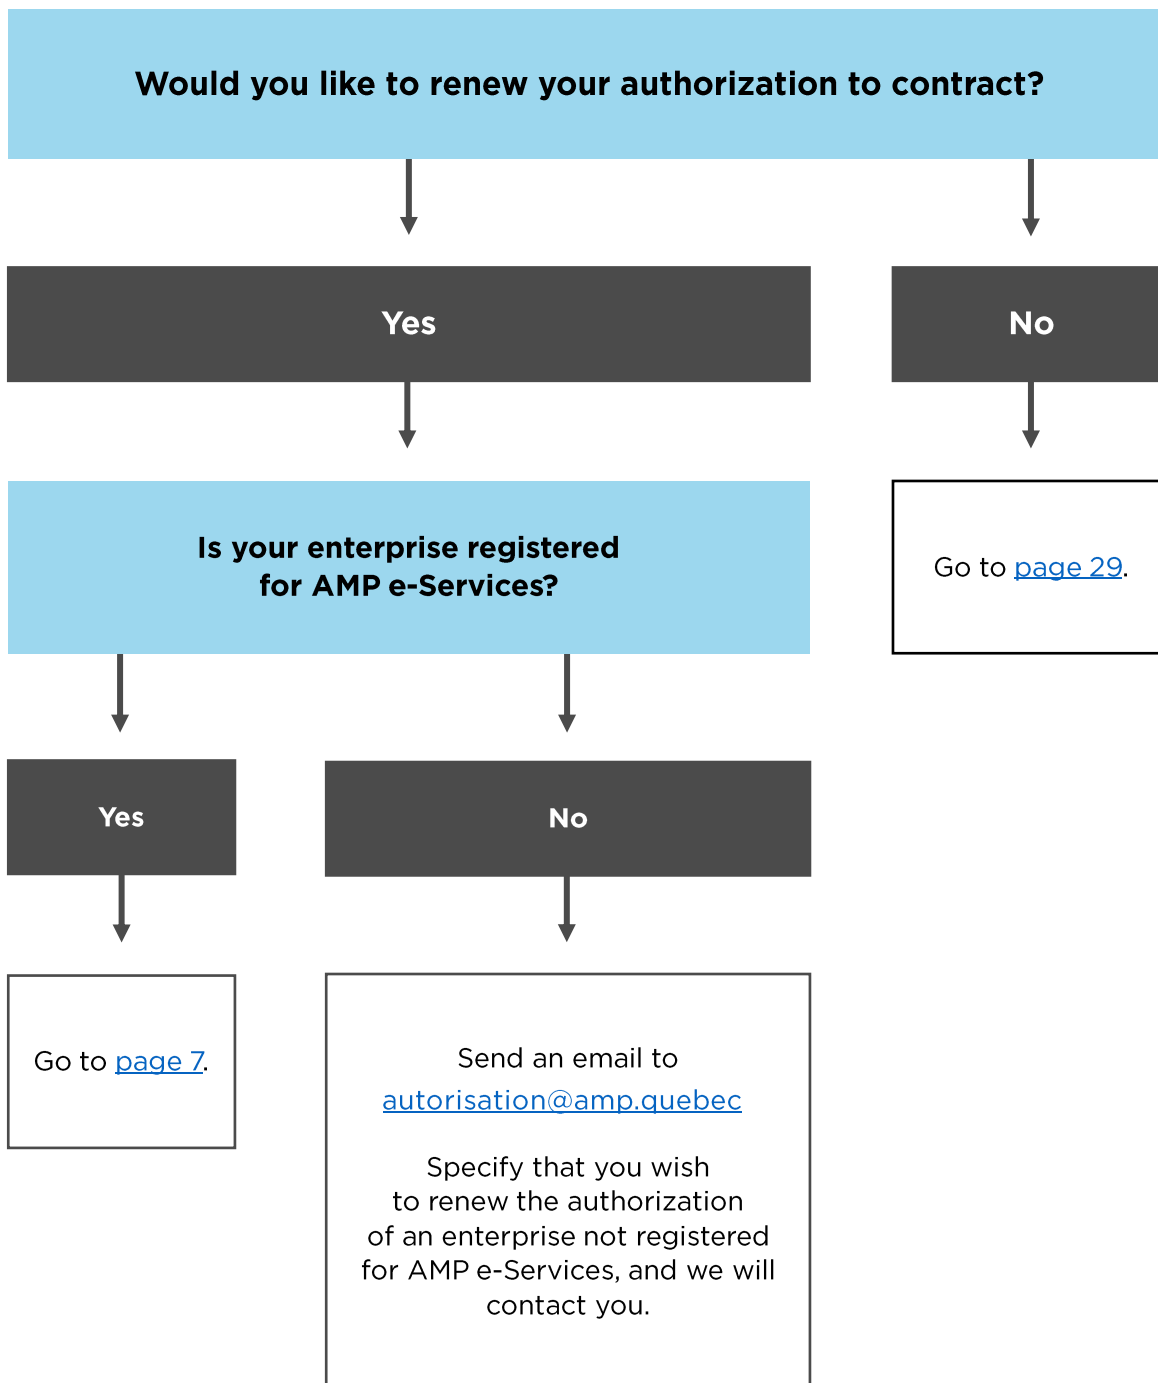 Would you like to renew your authorization to contract?
Yes
No
Is your enterprise registered
for AMP e-Services?
Go to page 29.
Yes
No
Go to page 7.
Send an email to
autorisation@amp.quebec
Specify that you wish
to renew the authorization
of an enterprise not registered
for AMP e-Services, and we will
contact you.